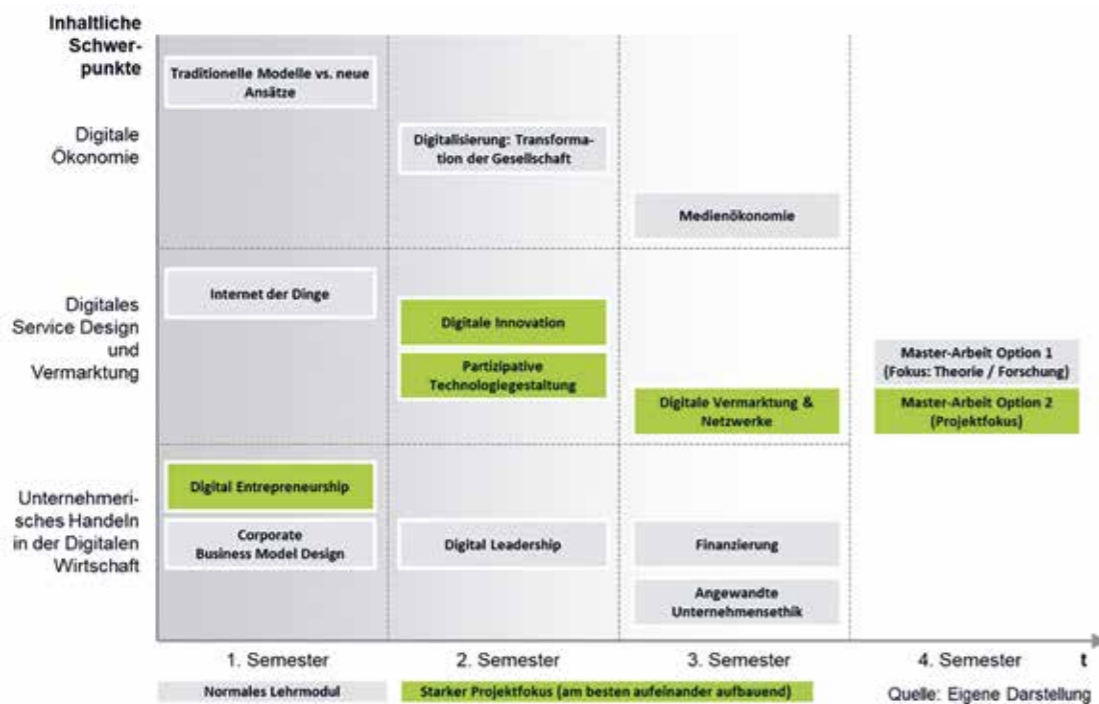 Inhaltliche
Schwer-
punkte
Traditionelle Modelle vs. neue
Ansätze
Digitale
Ökonomie
Digitalisierung: Transforma-
tion der Gesellschaft
Medienökonomie
Digitales
Service Design
und
Vermarktung
Internet der Dinge
Digitale Innovation
Partizipative
Technologiegestaltung
Digitale Vermarktung &
Netzwerke
Master-Arbeit Option 1
(Fokus: Theorie / Forschung)
Master-Arbeit Option 2
(Projektfokus)
Unternehmeri-
sches Handeln
in der Digitalen
Wirtschaft
Digital Entrepreneurship
Corporate
Business Model Design
Digital Leadership
Finanzierung
Angewandte
Unternehmensethik
1. Semester
2. Semester
3. Semester
4. Semester
t
Normales Lehrmodul
Starker Projektfokus (am besten aufeinander aufbauend)
Quelle: Eigene Darstellung